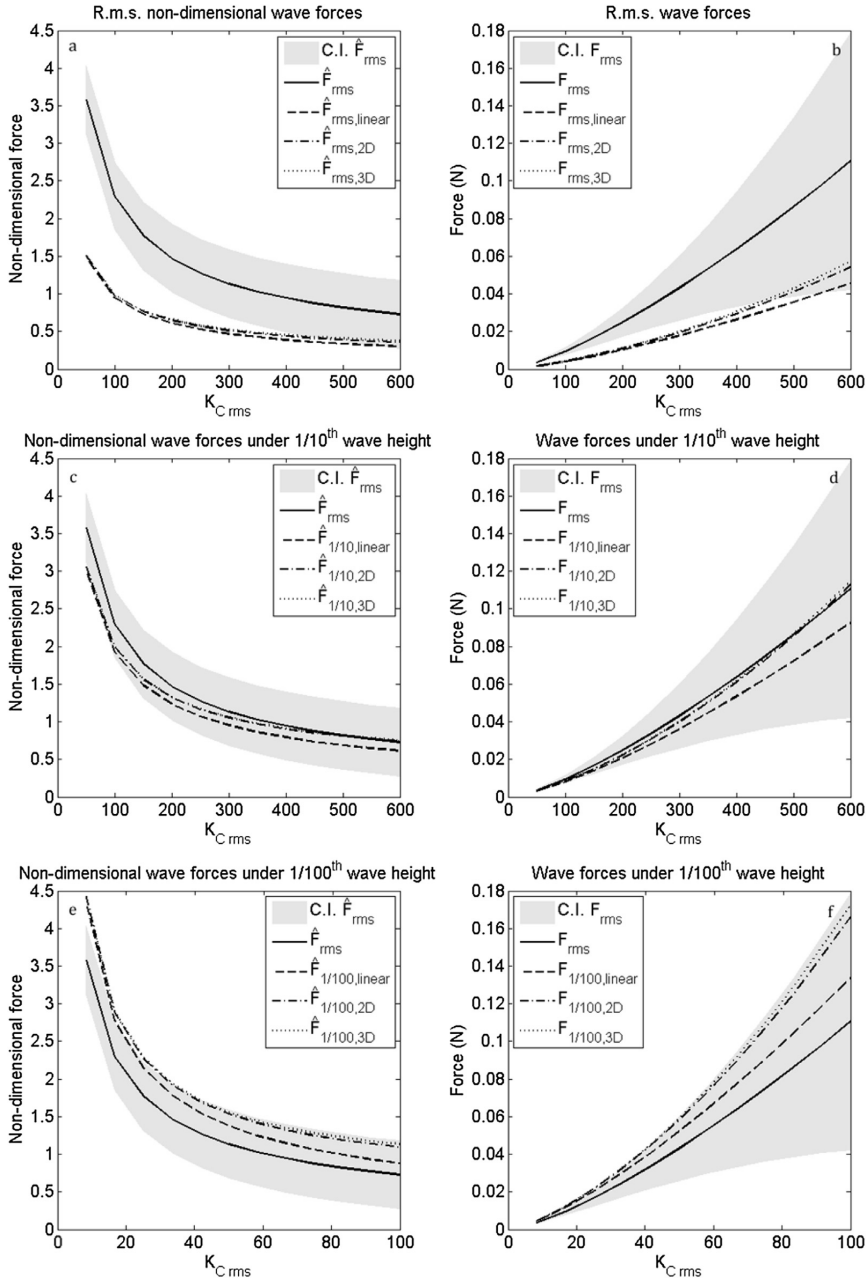 R.m.s. non-dimensional wave forces
a
C.I. F̂rms
F̂rms
F̂rms,linear
F̂rms,2D
F̂rms,3D
Non-dimensional force
4.5
4
3.5
3
2.5
2
1.5
1
0.5
0
0 100 200 300 400 500 600
KC rms
R.m.s. wave forces
b
C.I. F̂rms
Frms
Frms,linear
Frms,2D
Frms,3D
Force (N)
0.18
0.16
0.14
0.12
0.1
0.08
0.06
0.04
0.02
0
0 100 200 300 400 500 600
KC rms
Non-dimensional wave forces under 1/10th wave height
c
C.I. F̂rms
F̂rms
F̂1/10,linear
F̂1/10,2D
F̂1/10,3D
Non-dimensional force
4.5
4
3.5
3
2.5
2
1.5
1
0.5
0
0 100 200 300 400 500 600
KC rms
Wave forces under 1/10th wave height
d
C.I. Frms
Frms
F1/10,linear
F1/10,2D
F1/10,3D
Force (N)
0.18
0.16
0.14
0.12
0.1
0.08
0.06
0.04
0.02
0
0 100 200 300 400 500 600
KC rms
Non-dimensional wave forces under 1/100th wave height
e
C.I. F̂rms
F̂rms
F̂1/100,linear
F̂1/100,2D
F̂1/100,3D
Non-dimensional force
4.5
4
3.5
3
2.5
2
1.5
1
0.5
0
0 20 40 60 80 100
KC rms
Wave forces under 1/100th wave height
f
C.I. Frms
Frms
F1/100,linear
F1/100,2D
F1/100,3D
Force (N)
0.18
0.16
0.14
0.12
0.1
0.08
0.06
0.04
0.02
0
0 20 40 60 80 100
KC rms